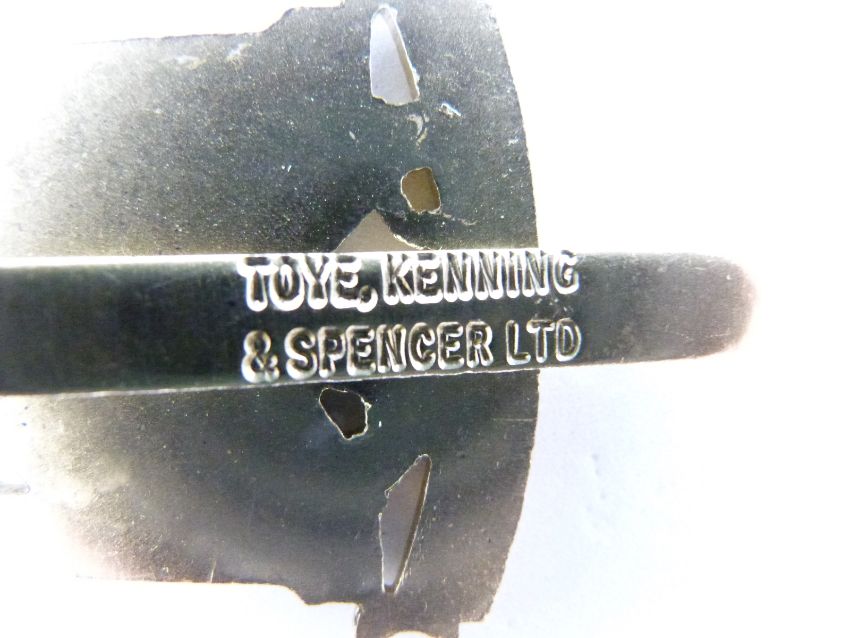 TOYE, KENNING
& SPENCER LTD